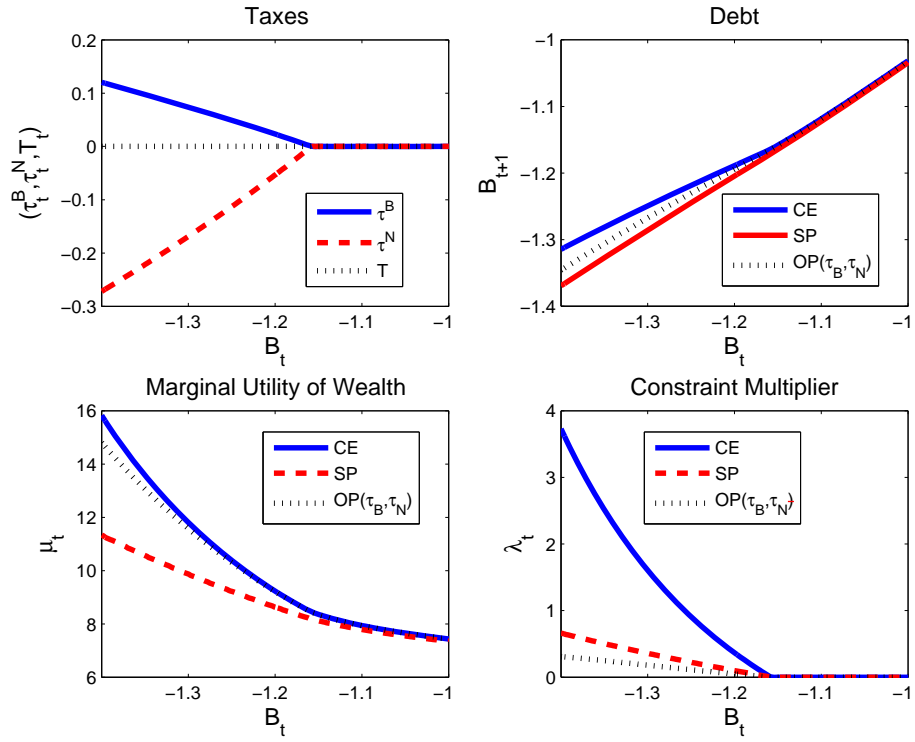 Taxes
0.2
0.1
0
−0.1
−0.2
−0.3
(τ_t^B,τ_t^N,T_t)
τ^B
τ^N
T
−1.3 −1.2 −1.1 −1
B_t
Debt
−1
−1.1
−1.2
−1.3
−1.4
B_{t+1}
CE
SP
OP(τ_B,τ_N)
−1.3 −1.2 −1.1 −1
B_t
Marginal Utility of Wealth
16
14
12
10
8
6
μ_t
CE
SP
OP(τ_B,τ_N)
−1.3 −1.2 −1.1 −1
B_t
Constraint Multiplier
4
3
2
1
0
λ_t
CE
SP
OP(τ_B,τ_N)
−1.3 −1.2 −1.1 −1
B_t